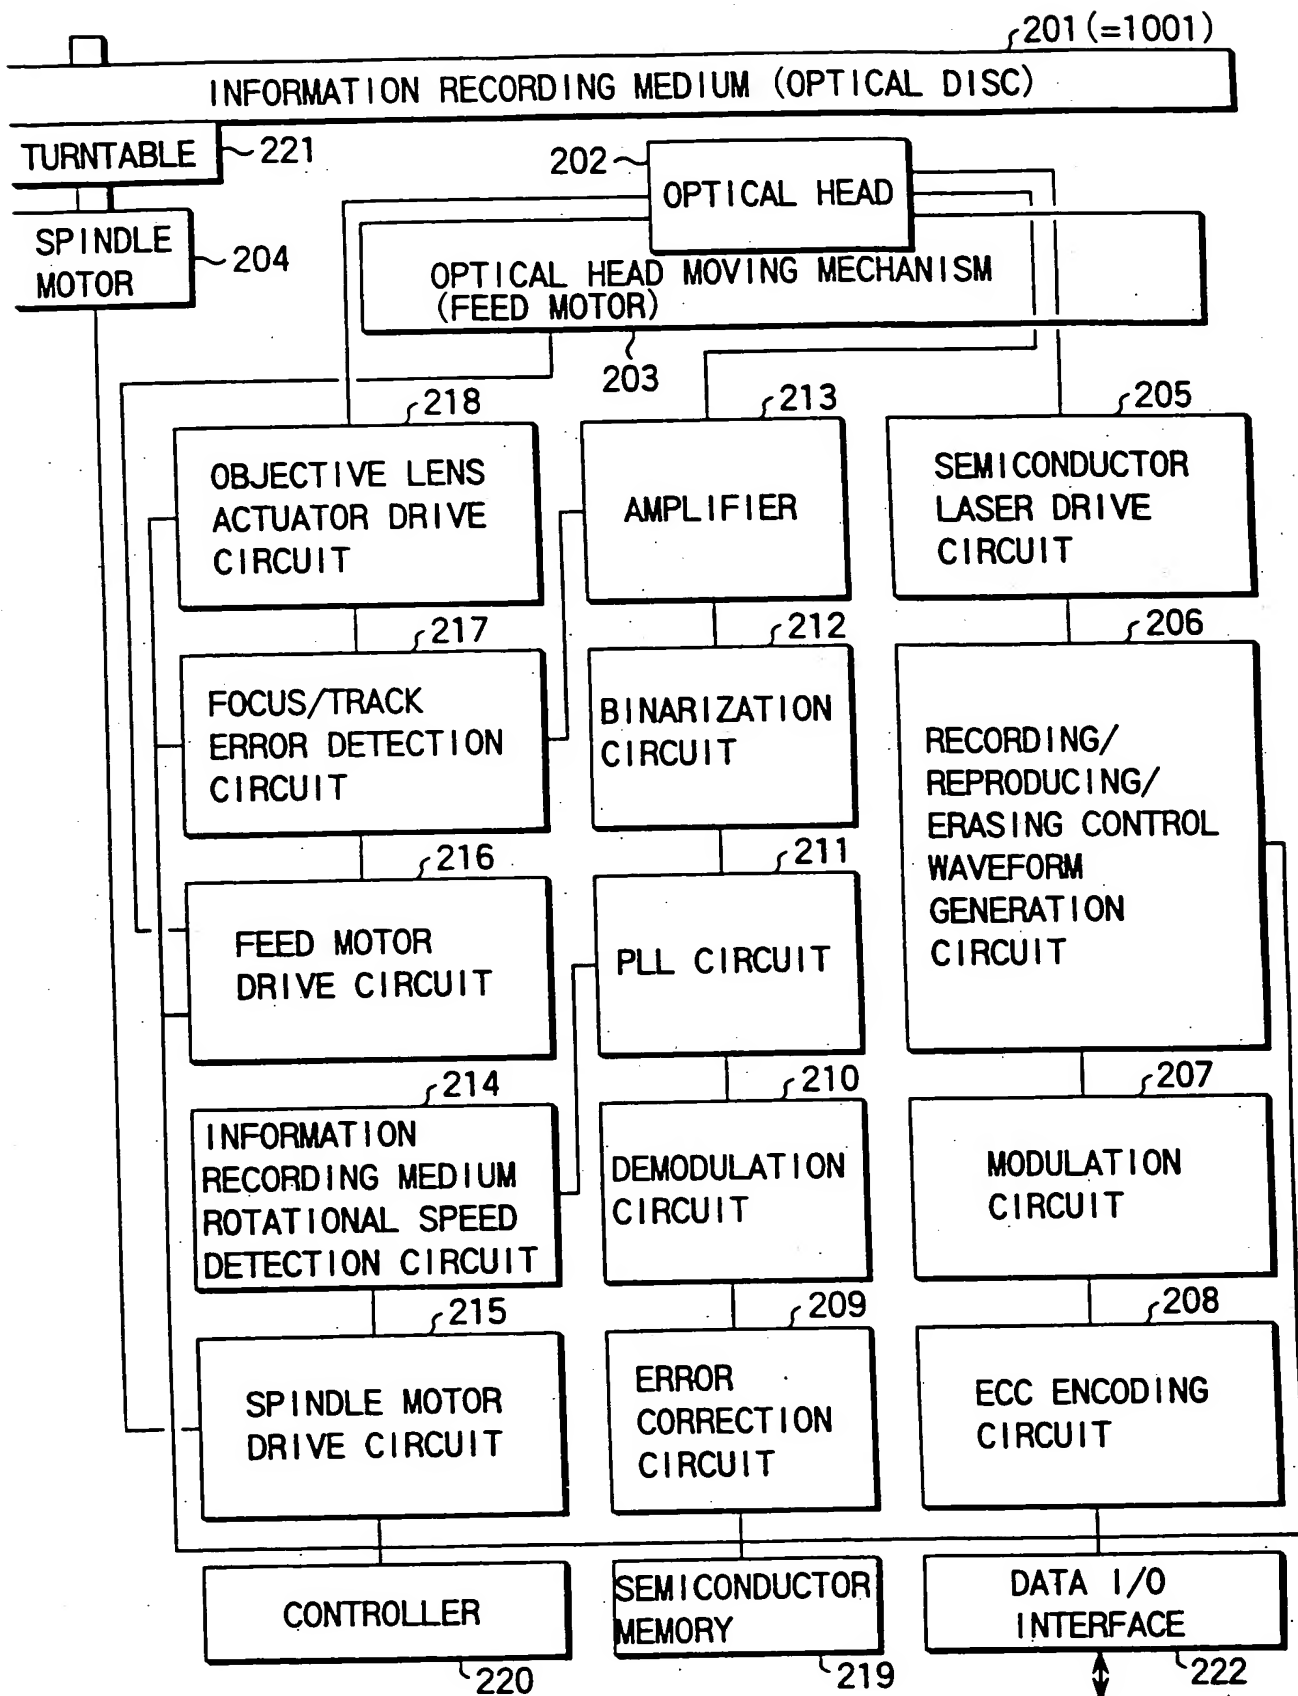 201(=1001)
INFORMATION RECORDING MEDIUM (OPTICAL DISC)
TURNTABLE
221
202
OPTICAL HEAD
SPINDLE
MOTOR
204
OPTICAL HEAD MOVING MECHANISM
(FEED MOTOR)
203
218
213
205
OBJECTIVE LENS
ACTUATOR DRIVE
CIRCUIT
AMPLIFIER
SEMICONDUCTOR
LASER DRIVE
CIRCUIT
217
212
206
FOCUS/TRACK
ERROR DETECTION
CIRCUIT
BINARIZATION
CIRCUIT
RECORDING/
REPRODUCING/
ERASING CONTROL
WAVEFORM
GENERATION
CIRCUIT
216
211
FEED MOTOR
DRIVE CIRCUIT
PLL CIRCUIT
214
210
207
INFORMATION
RECORDING MEDIUM
ROTATIONAL SPEED
DETECTION CIRCUIT
DEMODULATION
CIRCUIT
MODULATION
CIRCUIT
215
209
208
SPINDLE MOTOR
DRIVE CIRCUIT
ERROR
CORRECTION
CIRCUIT
ECC ENCODING
CIRCUIT
CONTROLLER
SEMICONDUCTOR
MEMORY
DATA I/O
INTERFACE
220
219
222